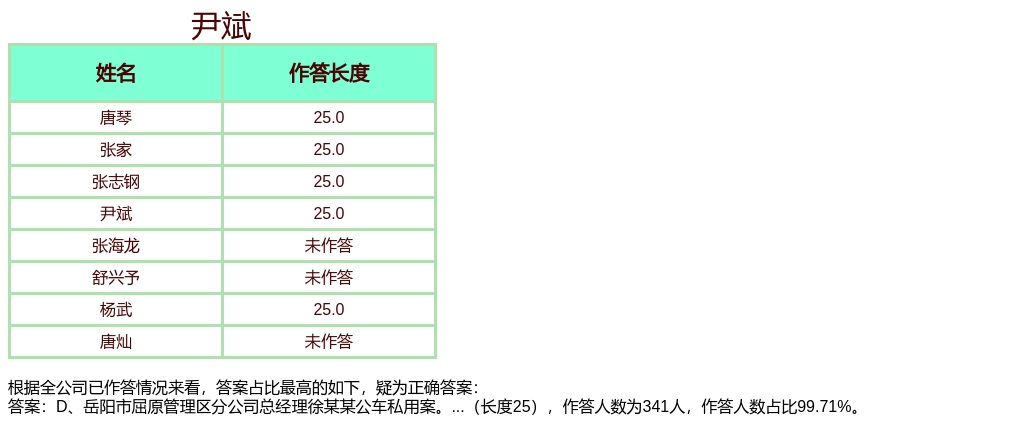 尹斌
姓名 作答长度
唐琴 25.0
张家 25.0
张志钢 25.0
尹斌 25.0
张海龙 未作答
舒兴予 未作答
杨武 25.0
唐灿 未作答
根据全公司已作答情况来看，答案占比最高的如下，疑为正确答案：
答案：D、岳阳市屈原管理区分公司总经理徐某某公车私用案。...（长度25），作答人数为341人，作答人数占比99.71%。